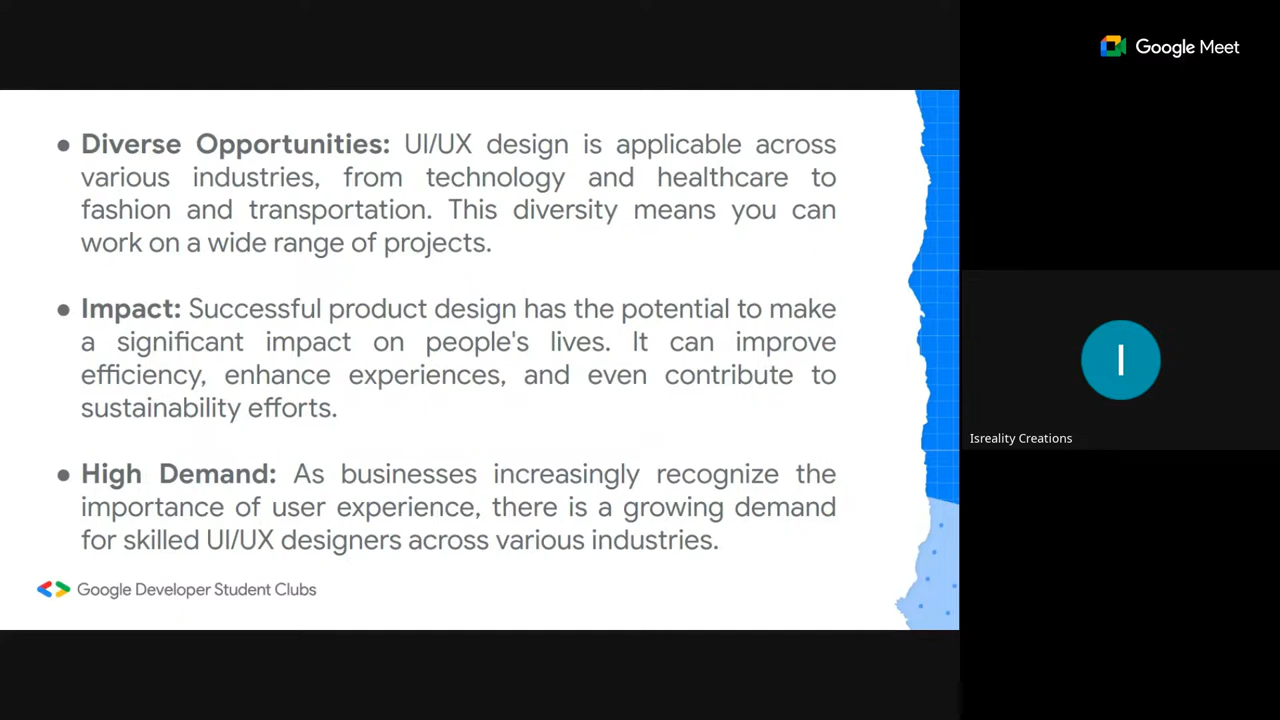 Google Meet
● Diverse Opportunities: UI/UX design is applicable across
various industries, from technology and healthcare to
fashion and transportation. This diversity means you can
work on a wide range of projects.
● Impact: Successful product design has the potential to make
a significant impact on people's lives. It can improve
efficiency, enhance experiences, and even contribute to
sustainability efforts.
● High Demand: As businesses increasingly recognize the
importance of user experience, there is a growing demand
for skilled UI/UX designers across various industries.
Google Developer Student Clubs
I
Isreality Creations